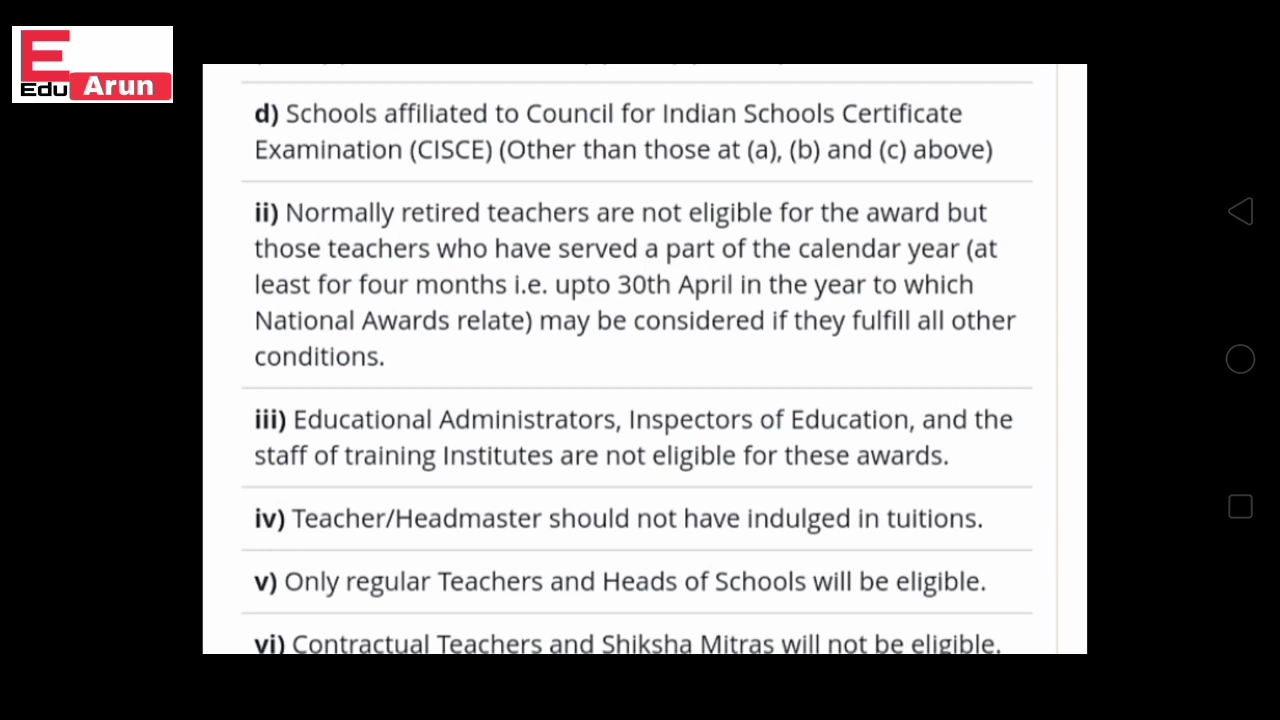 E
Edu Arun
d) Schools affiliated to Council for Indian Schools Certificate
Examination (CISCE) (Other than those at (a), (b) and (c) above)
ii) Normally retired teachers are not eligible for the award but
those teachers who have served a part of the calendar year (at
least for four months i.e. upto 30th April in the year to which
National Awards relate) may be considered if they fulfill all other
conditions.
iii) Educational Administrators, Inspectors of Education, and the
staff of training Institutes are not eligible for these awards.
iv) Teacher/Headmaster should not have indulged in tuitions.
v) Only regular Teachers and Heads of Schools will be eligible.
vi) Contractual Teachers and Shiksha Mitras will not be eligible.